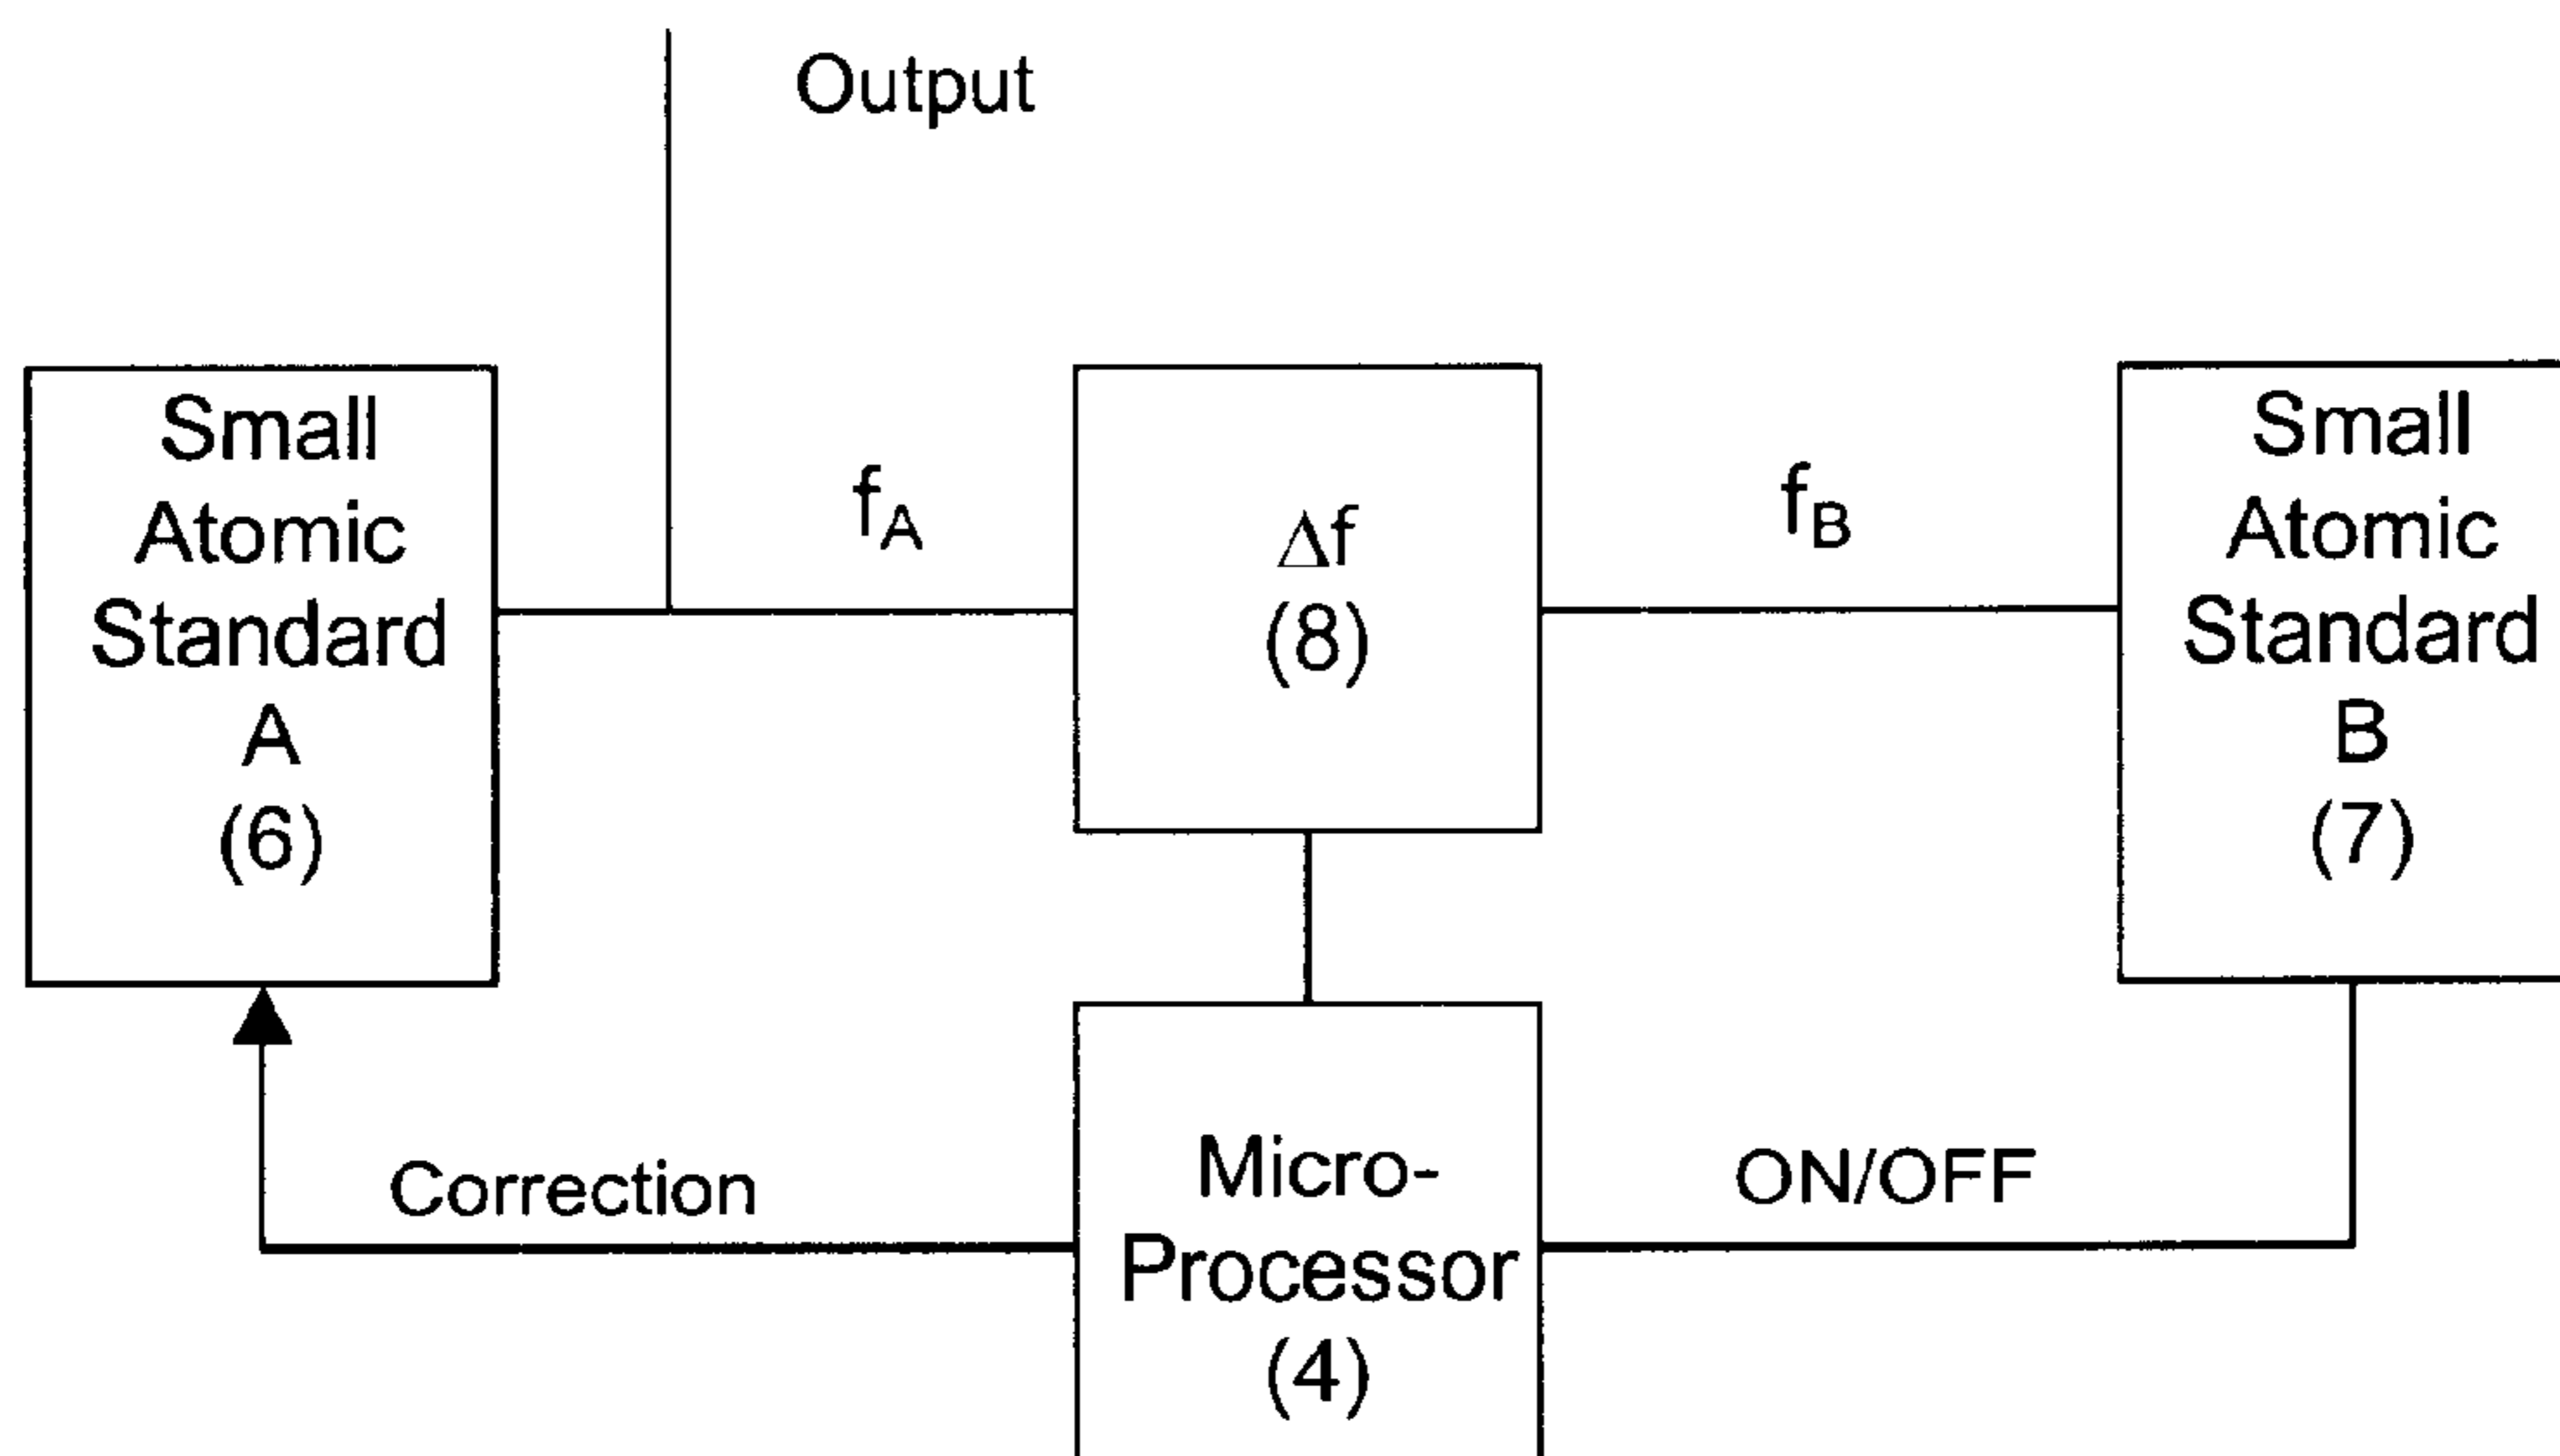 Output
Small
Atomic
Standard
A
(6)
fA
Δf
(8)
fB
Small
Atomic
Standard
B
(7)
Correction
Micro-
Processor
(4)
ON/OFF